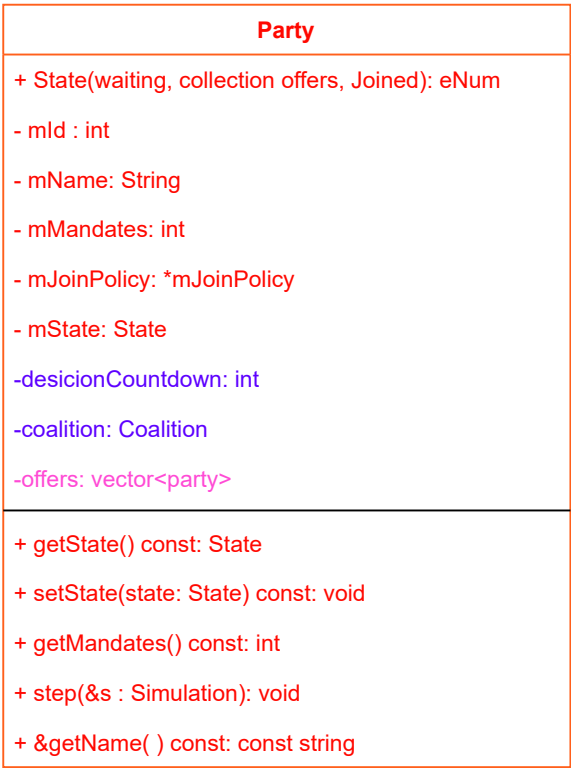 Party
+ State(waiting, collection offers, Joined): eNum
- mId : int
- mName: String
- mMandates: int
- mJoinPolicy: *mJoinPolicy
- mState: State
-desicionCountdown: int
-coalition: Coalition
-offers: vector<party>
+ getState() const: State
+ setState(state: State) const: void
+ getMandates() const: int
+ step(&s : Simulation): void
+ &getName( ) const: const string